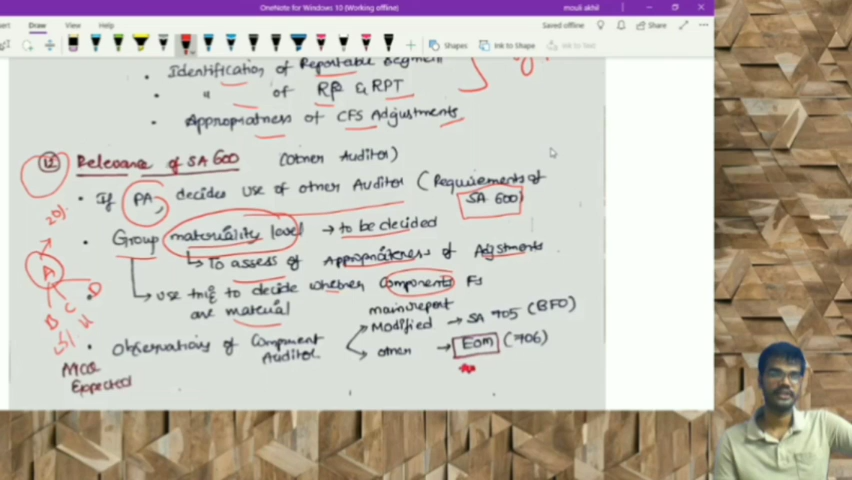 OneNote for Windows 10 (Working offline)
mouli akhil
Draw View Help
Saved offline
Share
Shapes Ink to Shape Ink to Text
Identification of Reportable Segment
" of RP & RPT
Appropriatness of CFS Adjustments
12 Relevance of SA 600 (Other Auditor)
If PA decides use of other Auditor (Requirements of
SA 600)
Group materiality level → to be decided
To assess of Appropriateness of Adjstments
use this to decide whether Components FS
are material
20%
A
B C D
Observations of Component
Auditor
main report
Modified → SA 705 (BFO)
other → EOM (706)
MCQ
Expected